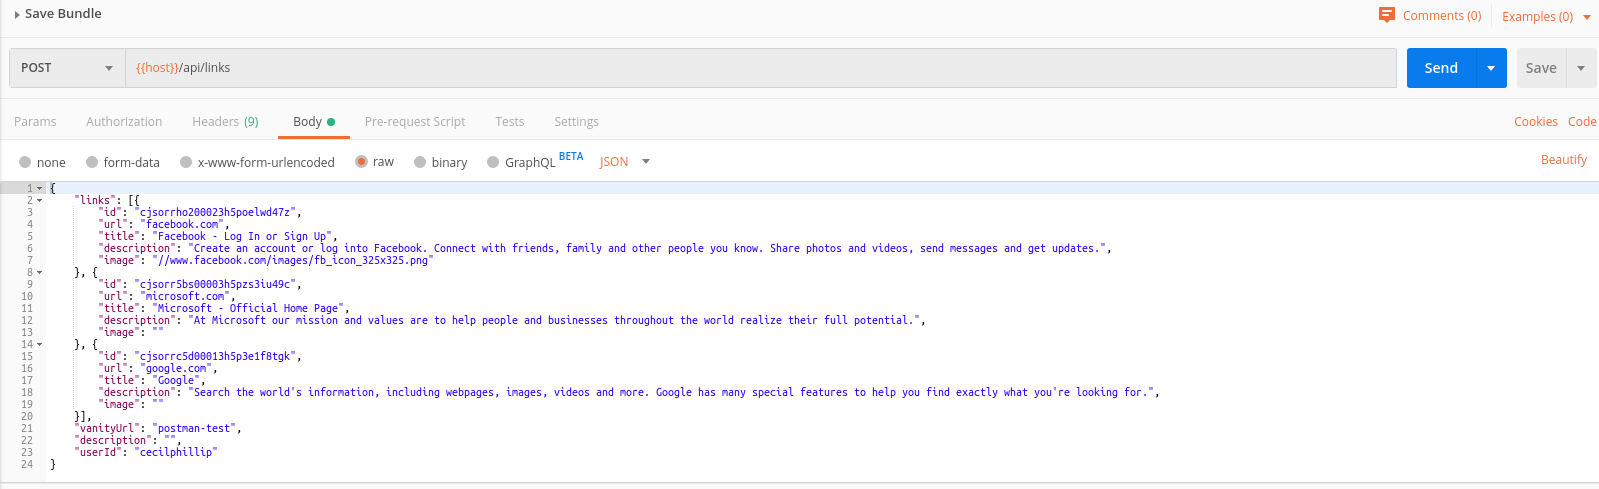 Save Bundle
Comments (0) Examples (0)
POST {{host}}/api/links Send Save
Params Authorization Headers (9) Body Pre-request Script Tests Settings Cookies Code
none form-data x-www-form-urlencoded raw binary GraphQL BETA JSON Beautify
1 {
2 "links": [{
3 "id": "cjsorrho200023h5poelwd47z",
4 "url": "facebook.com",
5 "title": "Facebook - Log In or Sign Up",
6 "description": "Create an account or log into Facebook. Connect with friends, family and other people you know. Share photos and videos, send messages and get updates.",
7 "image": "//www.facebook.com/images/fb_icon_325x325.png"
8 }, {
9 "id": "cjsorr5bs00003h5pzs3iu49c",
10 "url": "microsoft.com",
11 "title": "Microsoft - Official Home Page",
12 "description": "At Microsoft our mission and values are to help people and businesses throughout the world realize their full potential.",
13 "image": ""
14 }, {
15 "id": "cjsorrc5d00013h5p3e1f8tgk",
16 "url": "google.com",
17 "title": "Google",
18 "description": "Search the world's information, including webpages, images, videos and more. Google has many special features to help you find exactly what you're looking for.",
19 "image": ""
20 }],
21 "vanityUrl": "postman-test",
22 "description": "",
23 "userId": "cecilphillip"
24 }